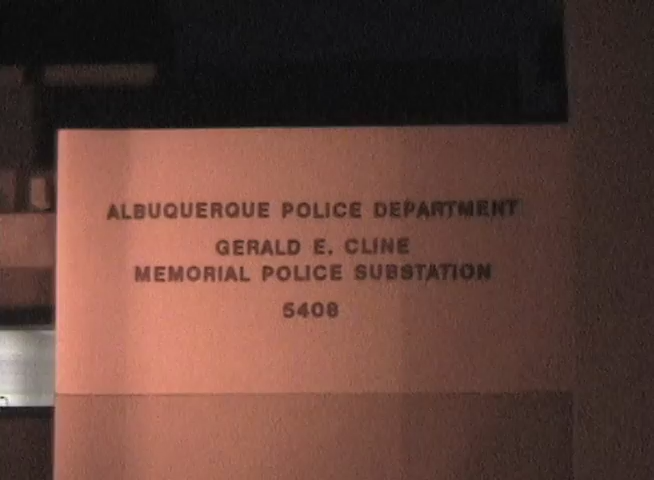 ALBUQUERQUE POLICE DEPARTMENT
GERALD E. CLINE
MEMORIAL POLICE SUBSTATION
5408